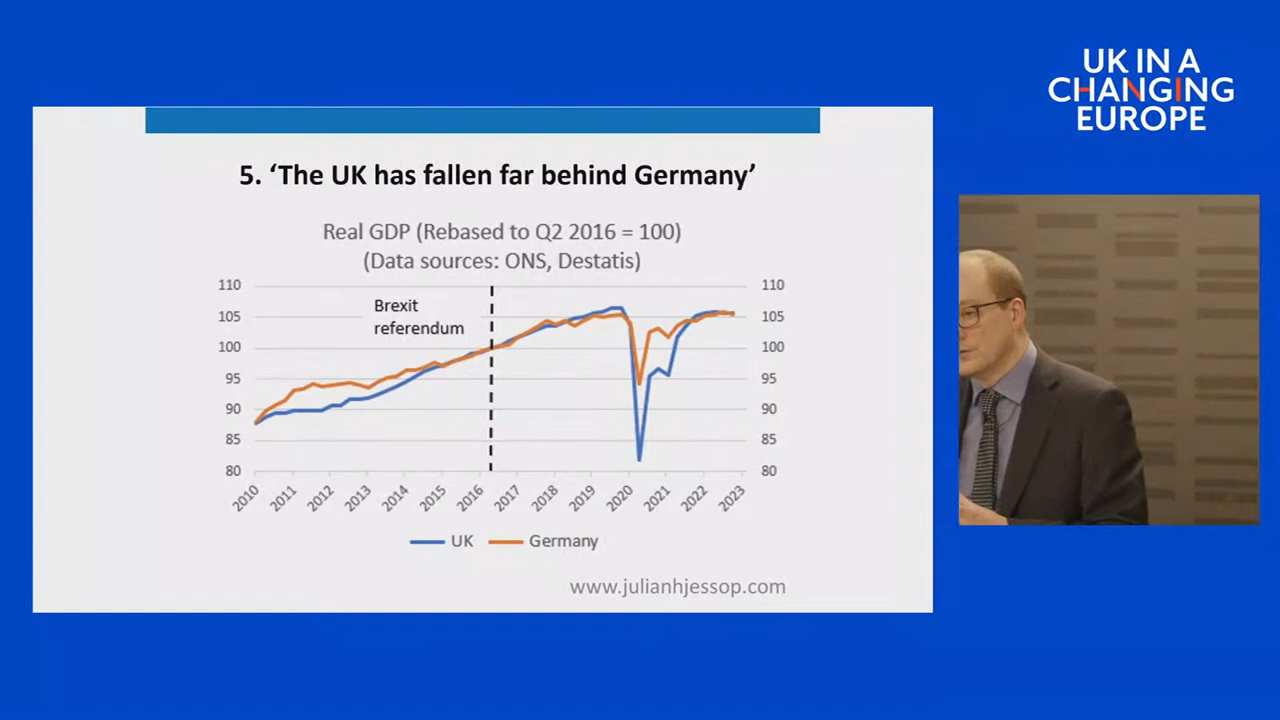 UK IN A
CHANGING
EUROPE
5. ‘The UK has fallen far behind Germany’
Real GDP (Rebased to Q2 2016 = 100)
(Data sources: ONS, Destatis)
Brexit
referendum
110
105
100
95
90
85
80
110
105
100
95
90
85
80
2010
2011
2012
2013
2014
2015
2016
2017
2018
2019
2020
2021
2022
2023
UK
Germany
www.julianhjessop.com